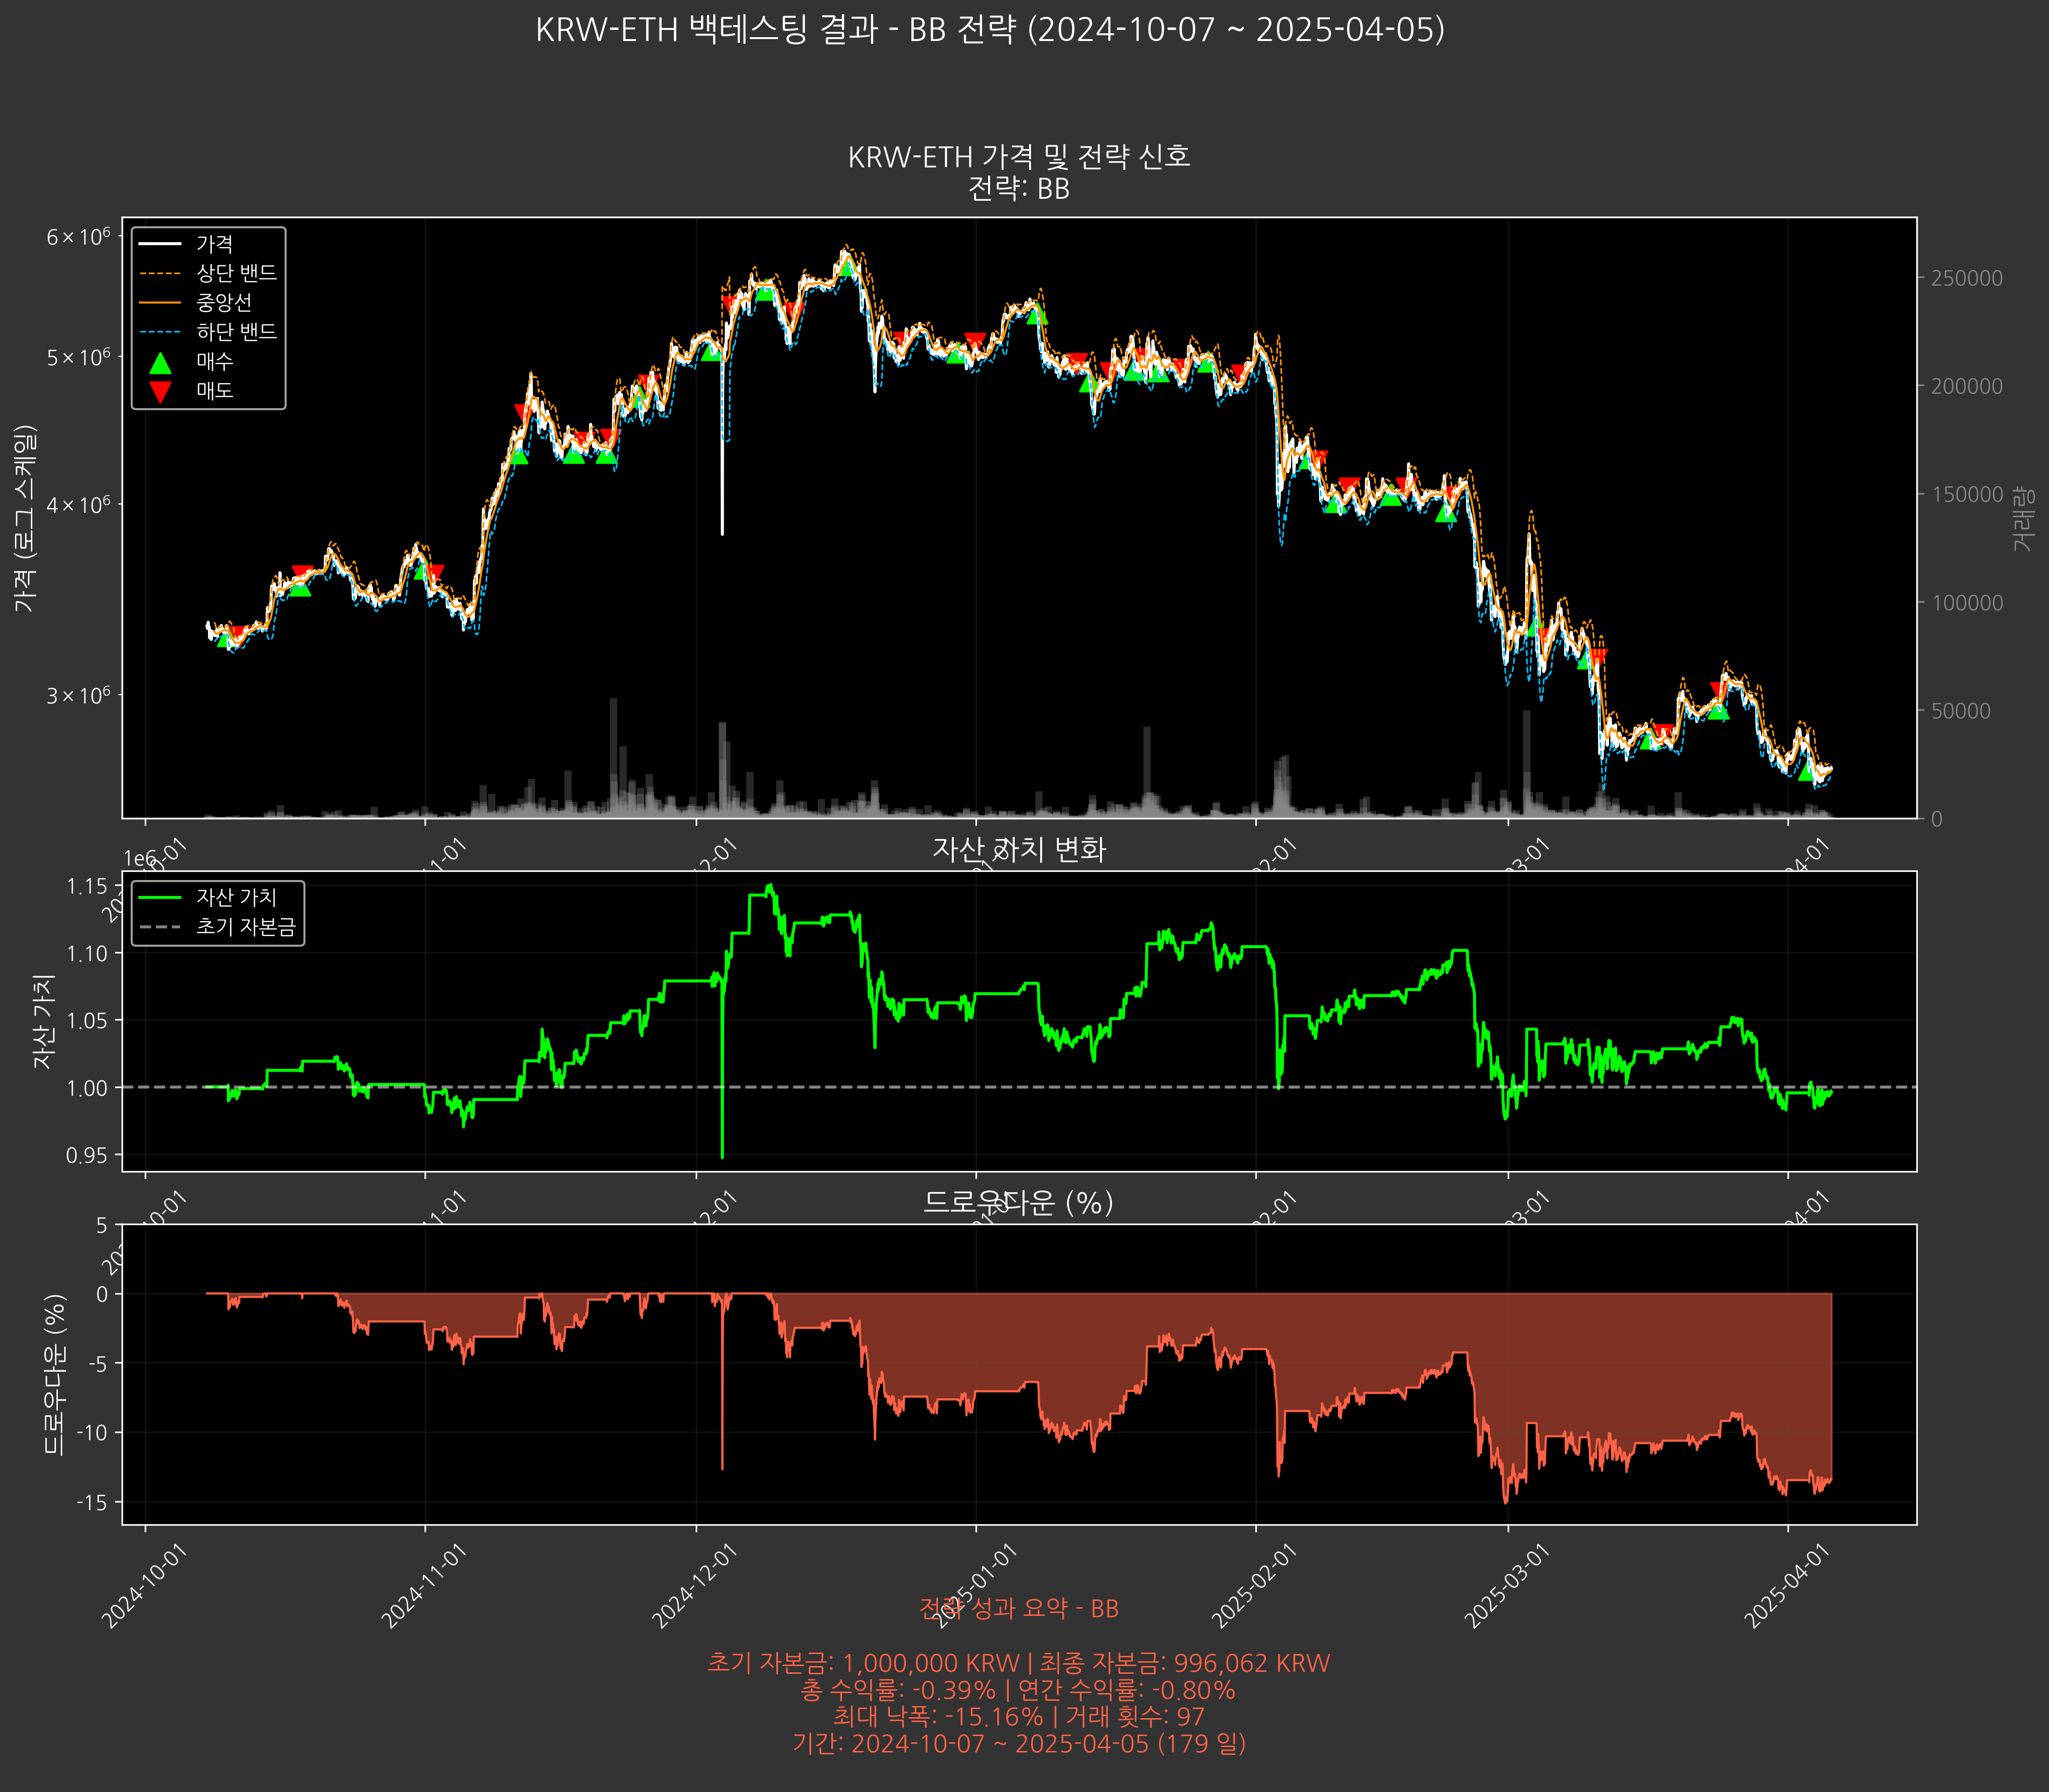 KRW-ETH 백테스팅 결과 - BB 전략 (2024-10-07 ~ 2025-04-05)
KRW-ETH 가격 및 전략 신호
전략: BB
가격 (로그 스케일)
6 × 10⁶
5 × 10⁶
4 × 10⁶
3 × 10⁶
가격
상단 밴드
중앙선
하단 밴드
매수
매도
250000
200000
150000
100000
50000
0
거래량
자산 가치 변화
1e6
자산 가치
1.15
1.10
1.05
1.00
0.95
자산 가치
초기 자본금
드로우다운 (%)
드로우다운 (%)
5
0
-5
-10
-15
2024-10-01
2024-11-01
2024-12-01
2025-01-01
2025-02-01
2025-03-01
2025-04-01
전략 성과 요약 - BB
초기 자본금: 1,000,000 KRW | 최종 자본금: 996,062 KRW
총 수익률: -0.39% | 연간 수익률: -0.80%
최대 낙폭: -15.16% | 거래 횟수: 97
기간: 2024-10-07 ~ 2025-04-05 (179 일)